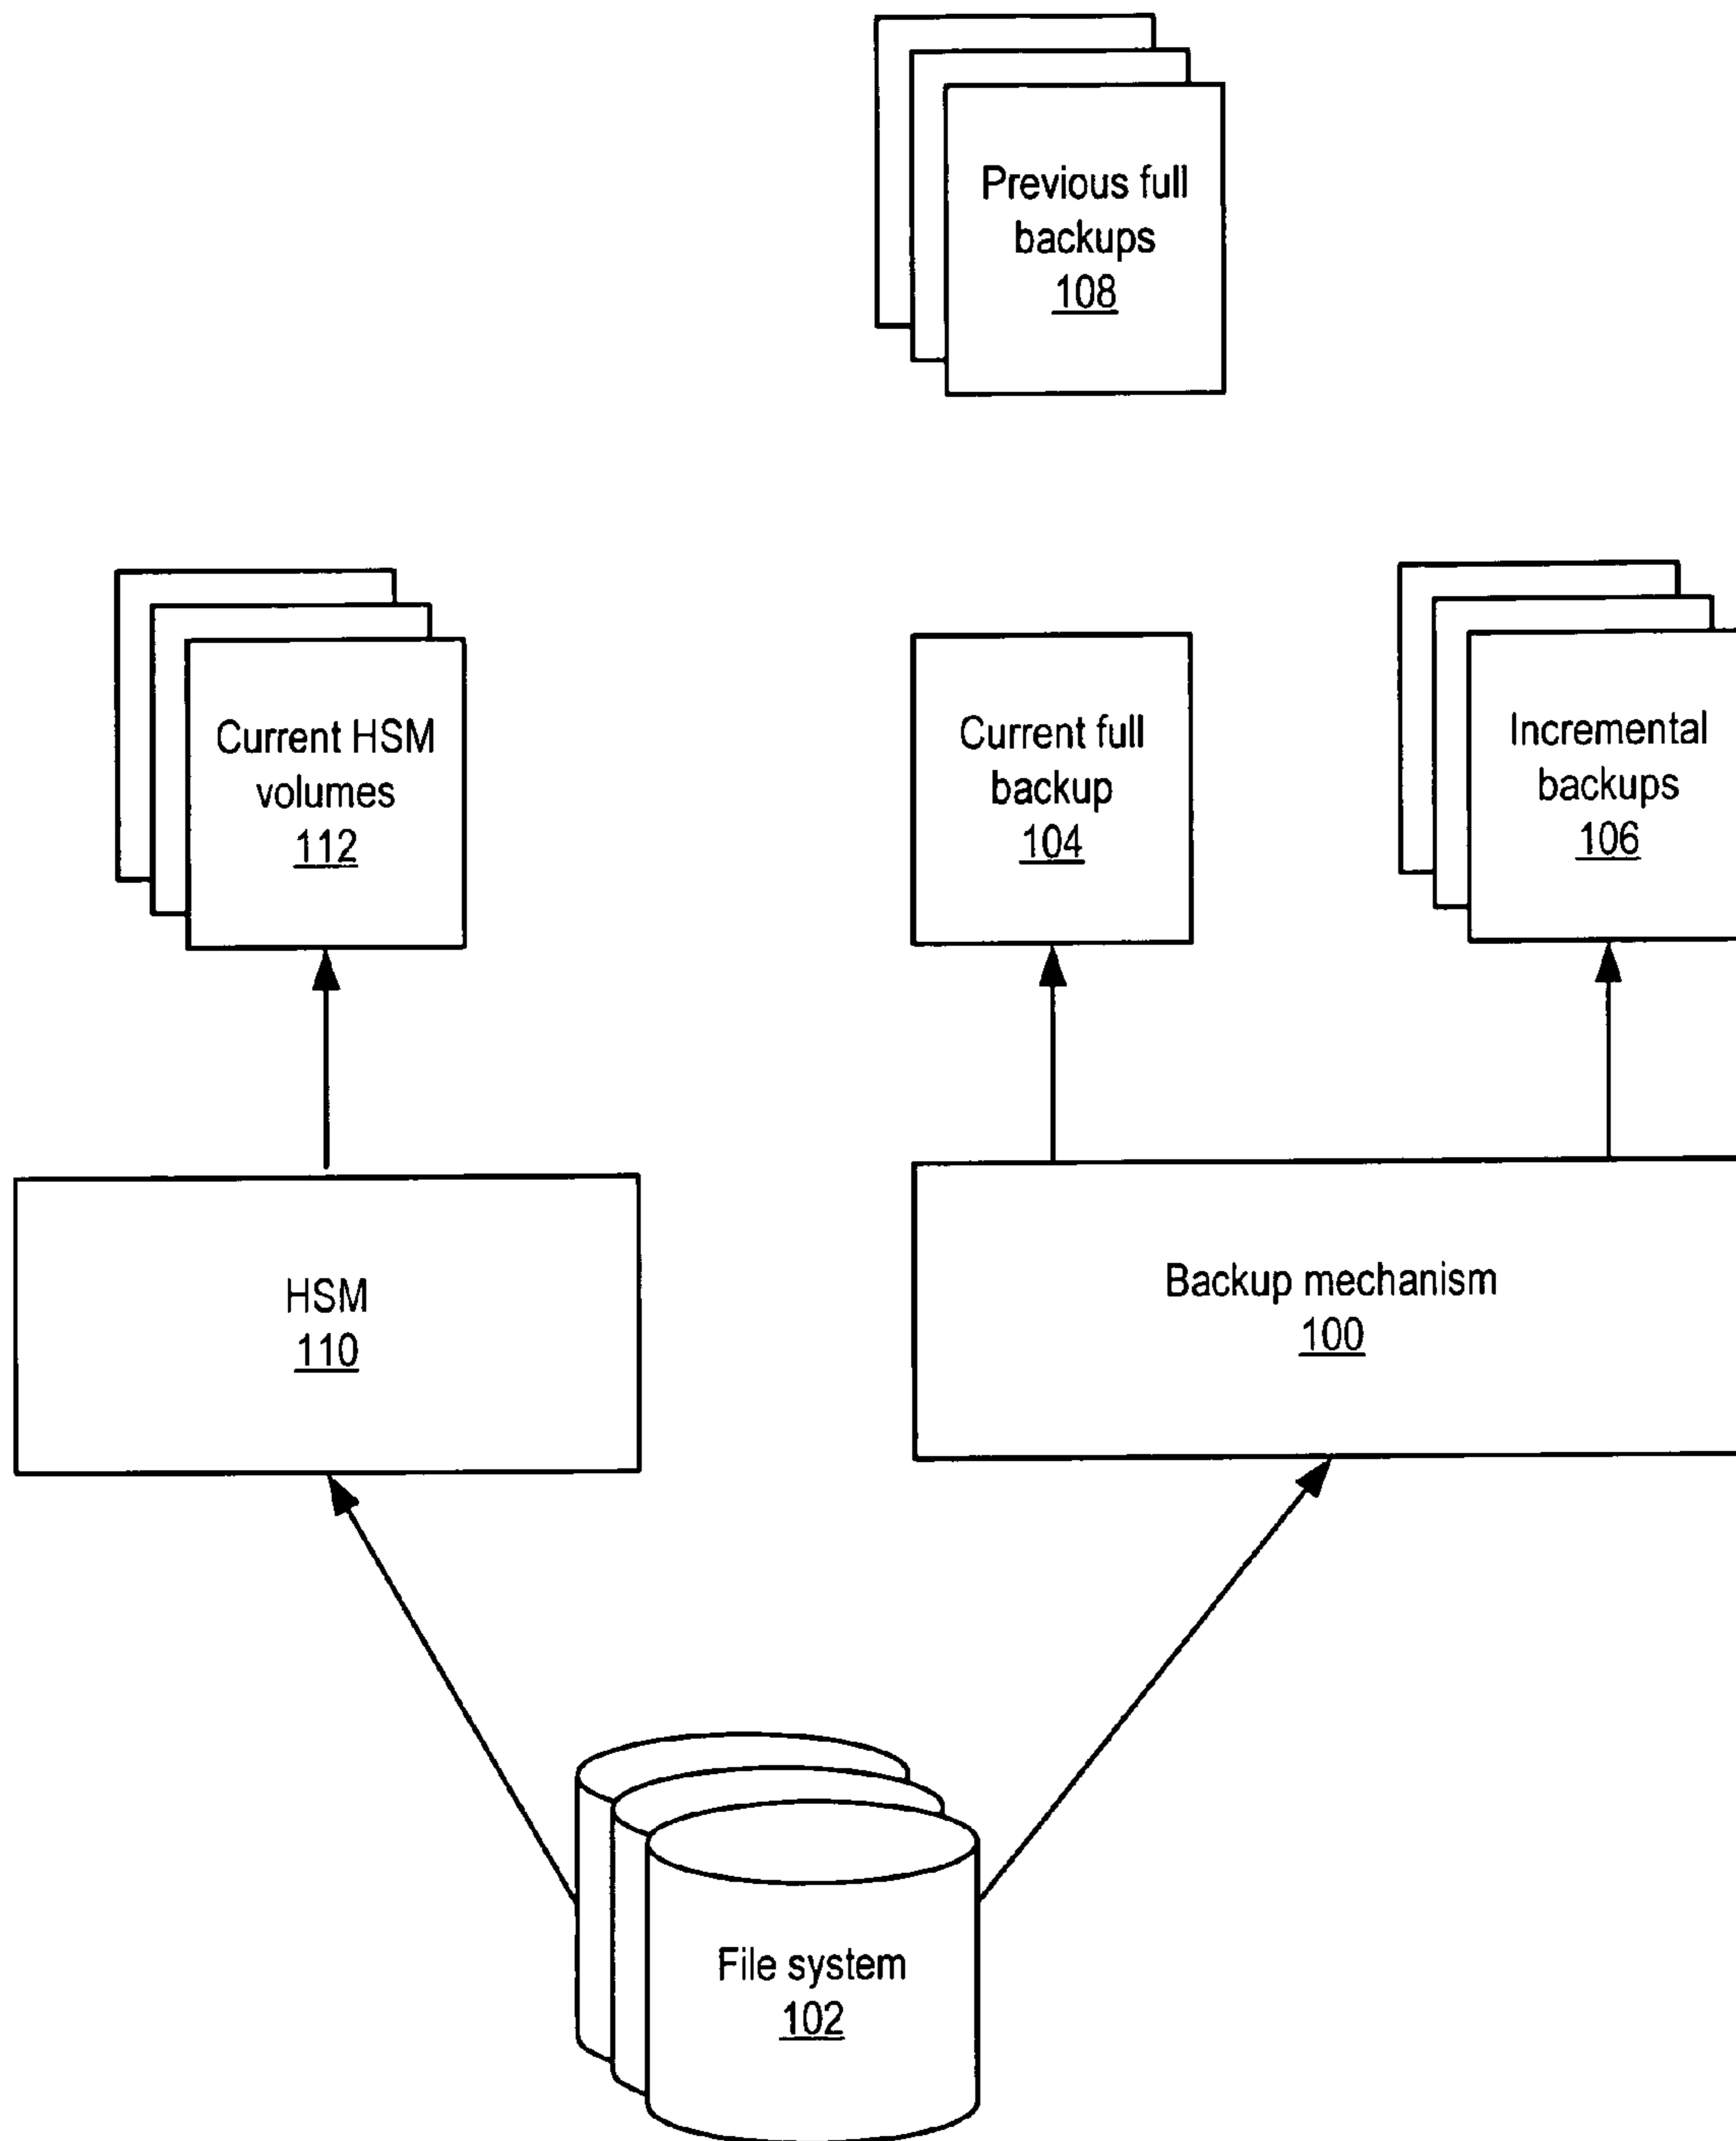 Previous full
backups
108
Current HSM
volumes
112
Current full
backup
104
Incremental
backups
106
HSM
110
Backup mechanism
100
File system
102